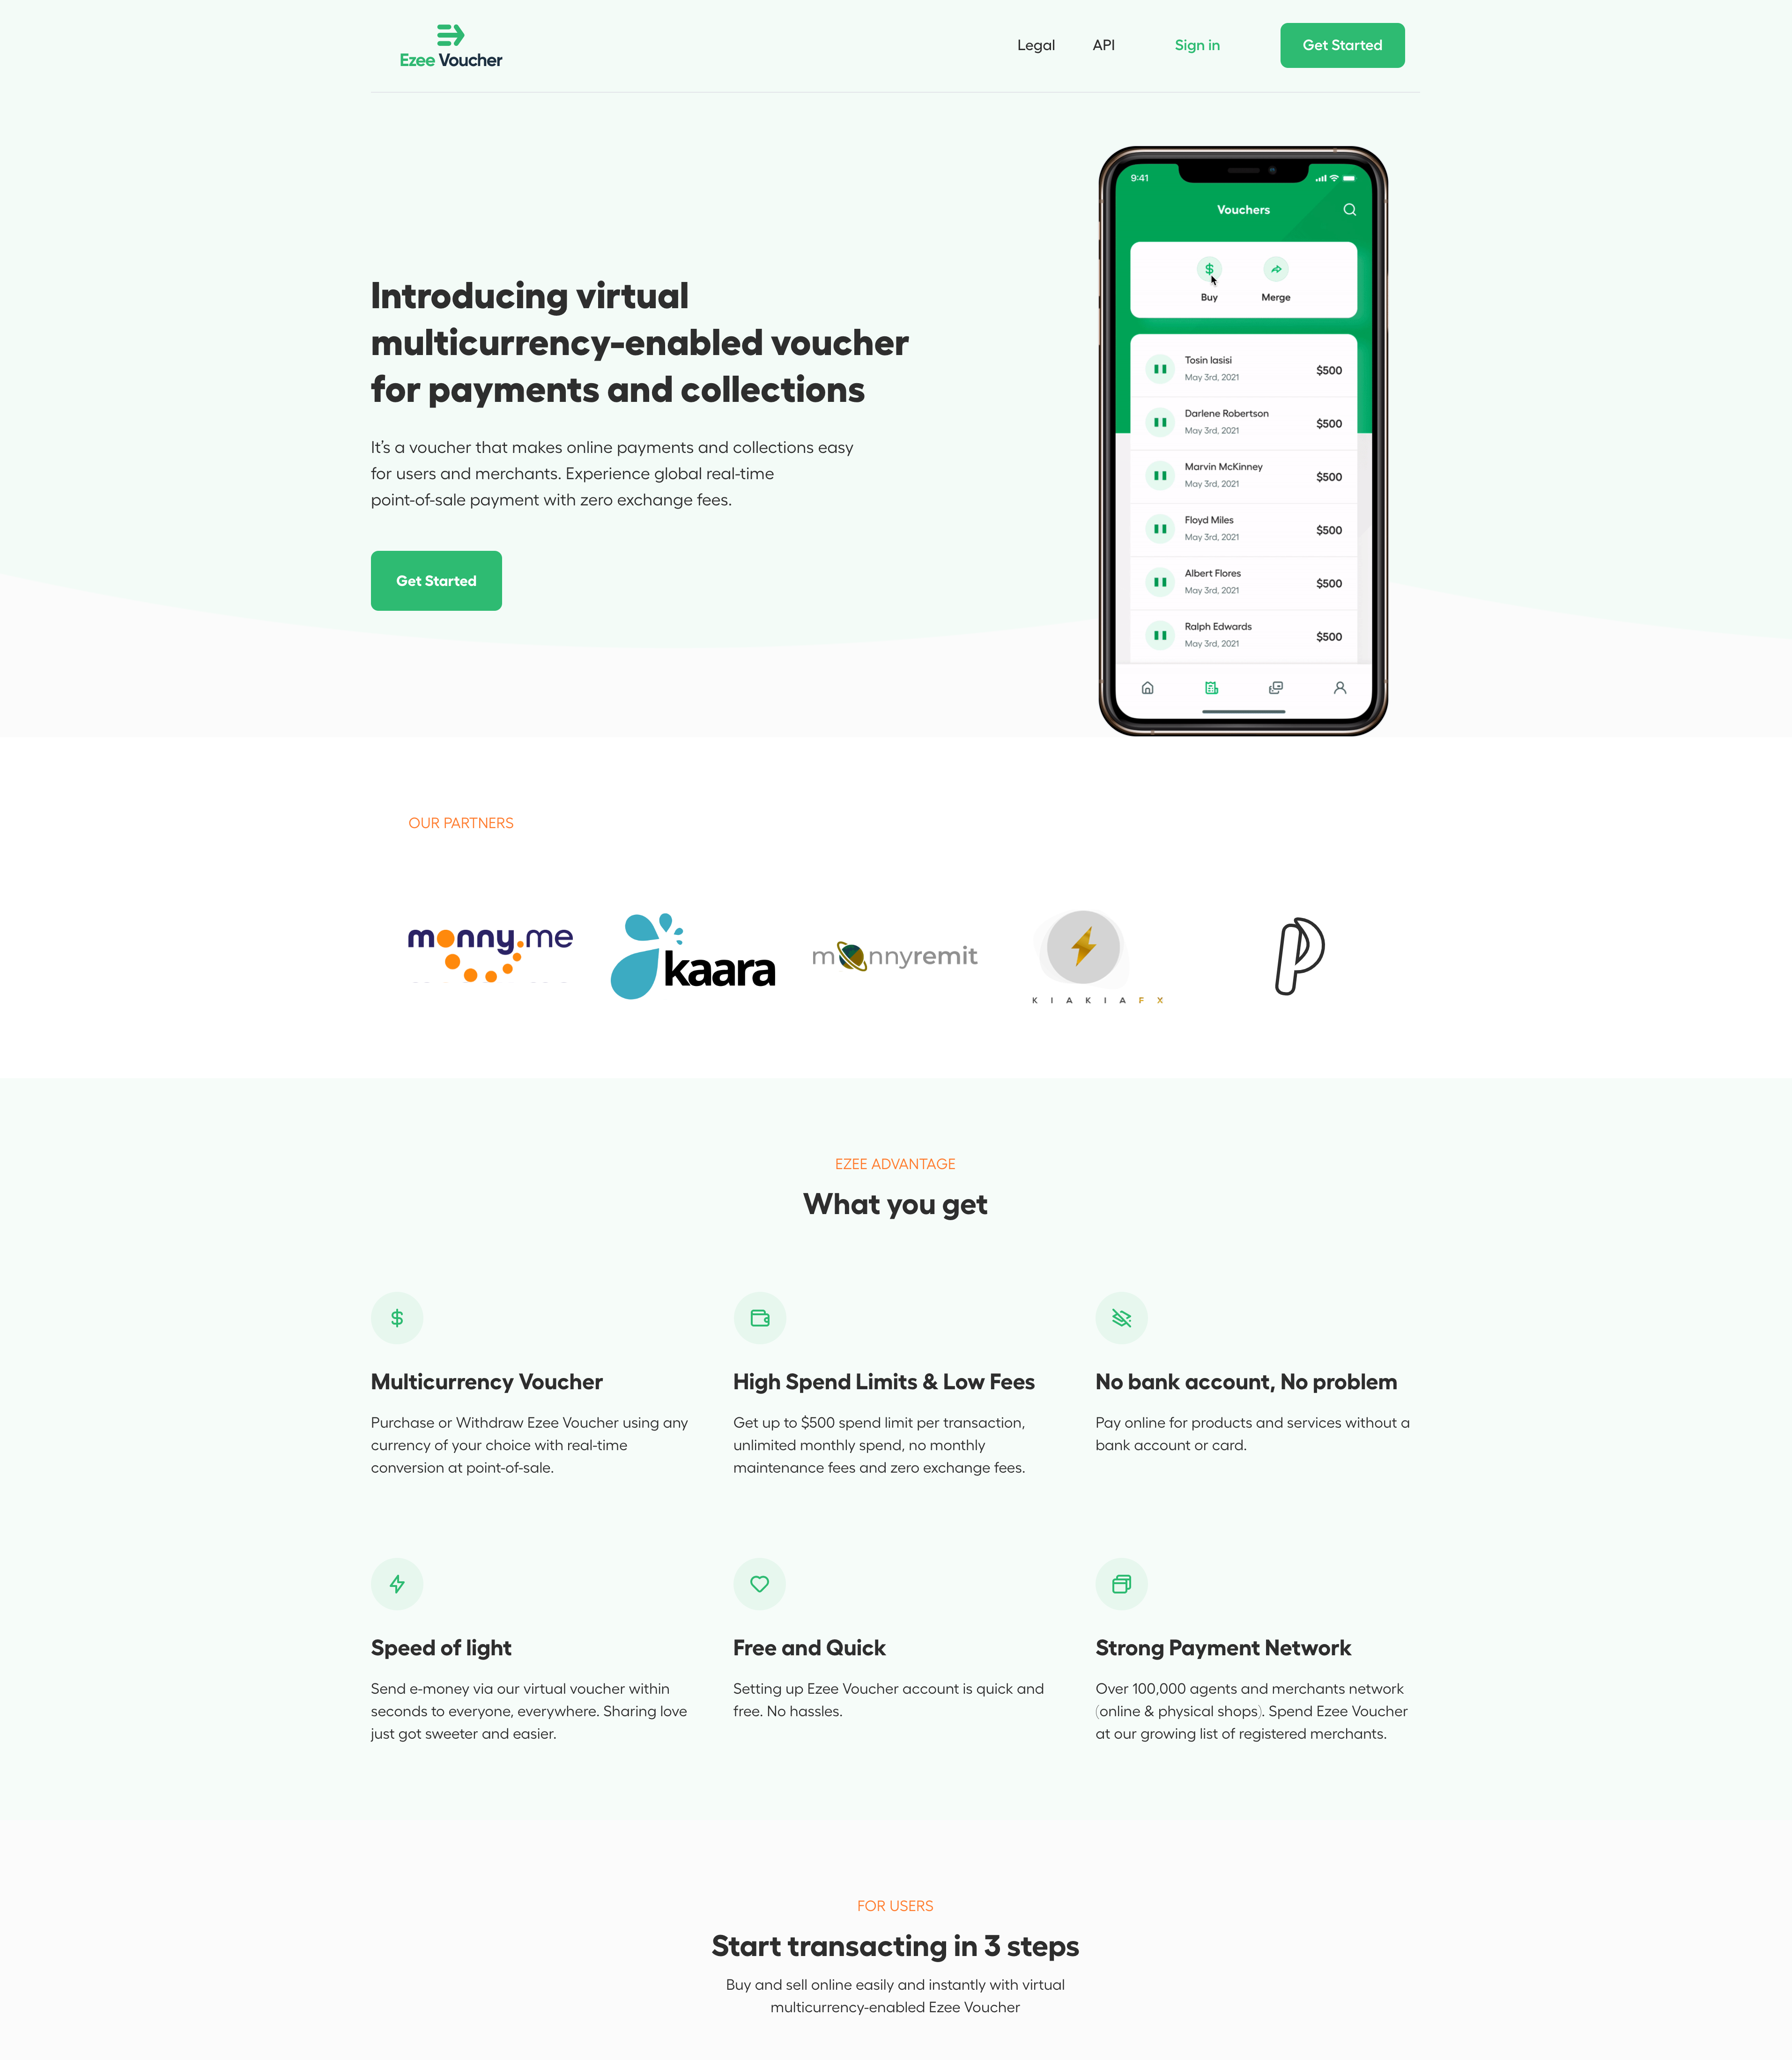 Ezee Voucher
Legal
API
Sign in
Get Started
Introducing virtual
multicurrency-enabled voucher
for payments and collections
It's a voucher that makes online payments and collections easy
for users and merchants. Experience global real-time
point-of-sale payment with zero exchange fees.
Get Started
9:41
Vouchers
Buy
Merge
Tosin Iasisi
May 3rd, 2021
$500
Darlene Robertson
May 3rd, 2021
$500
Marvin McKinney
May 3rd, 2021
$500
Floyd Miles
May 3rd, 2021
$500
Albert Flores
May 3rd, 2021
$500
Ralph Edwards
May 3rd, 2021
$500
OUR PARTNERS
monny.me
kaara
monnyremit
KIAKIAFX
EZEE ADVANTAGE
What you get
Multicurrency Voucher
Purchase or Withdraw Ezee Voucher using any
currency of your choice with real-time
conversion at point-of-sale.
High Spend Limits & Low Fees
Get up to $500 spend limit per transaction,
unlimited monthly spend, no monthly
maintenance fees and zero exchange fees.
No bank account, No problem
Pay online for products and services without a
bank account or card.
Speed of light
Send e-money via our virtual voucher within
seconds to everyone, everywhere. Sharing love
just got sweeter and easier.
Free and Quick
Setting up Ezee Voucher account is quick and
free. No hassles.
Strong Payment Network
Over 100,000 agents and merchants network
(online & physical shops). Spend Ezee Voucher
at our growing list of registered merchants.
FOR USERS
Start transacting in 3 steps
Buy and sell online easily and instantly with virtual
multicurrency-enabled Ezee Voucher